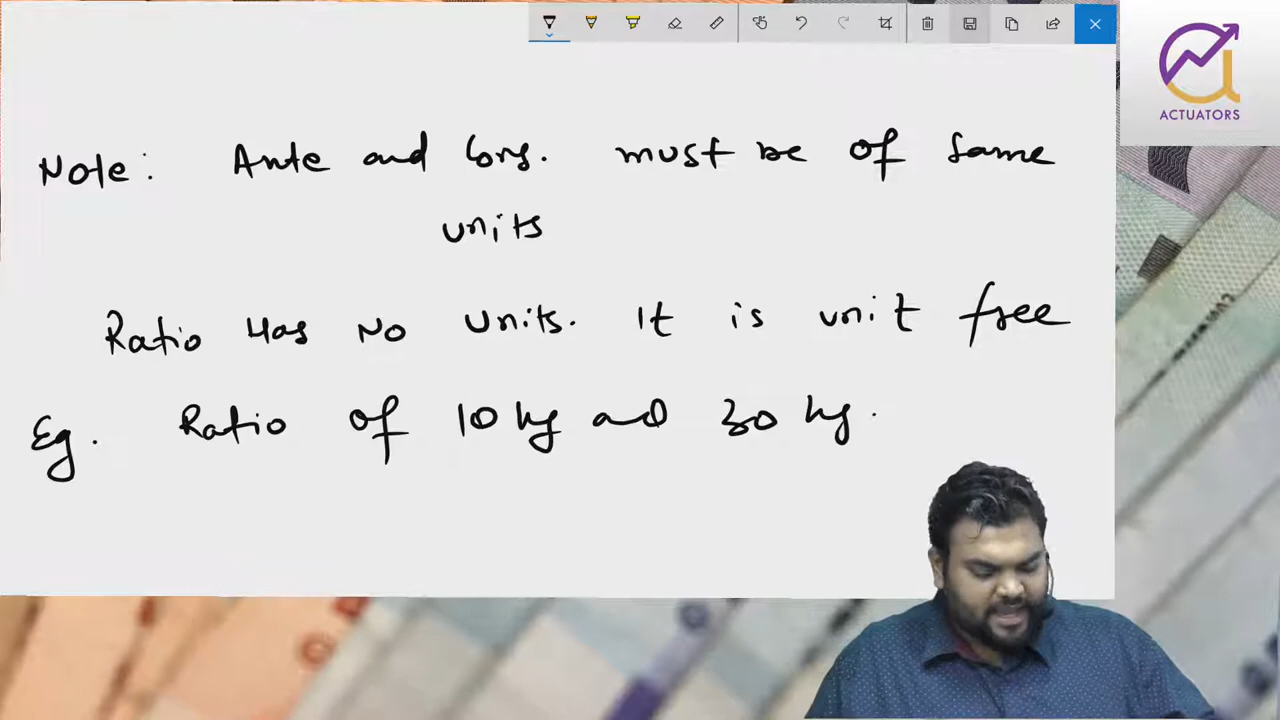 ACTUATORS
Note: Ante and Cons. must be of same
units
Ratio Has No units. It is unit free
Eg. Ratio of 10 kg and 30 kg.